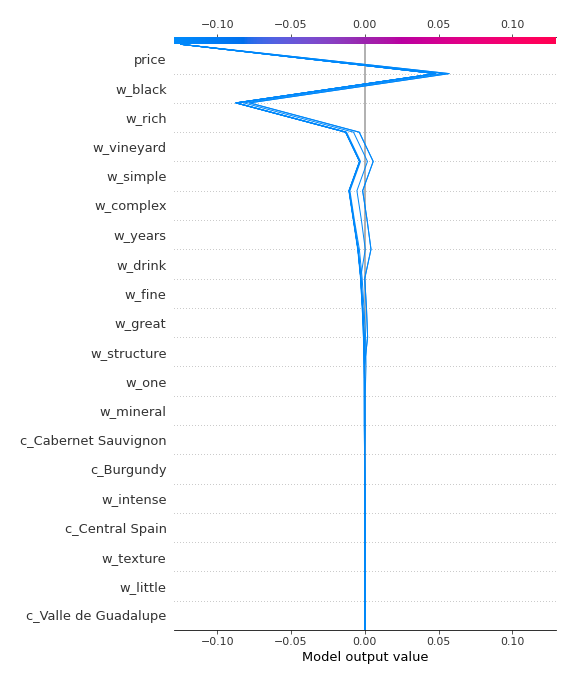 −0.10 −0.05 0.00 0.05 0.10
price
w_black
w_rich
w_vineyard
w_simple
w_complex
w_years
w_drink
w_fine
w_great
w_structure
w_one
w_mineral
c_Cabernet Sauvignon
c_Burgundy
w_intense
c_Central Spain
w_texture
w_little
c_Valle de Guadalupe
−0.10 −0.05 0.00 0.05 0.10
Model output value